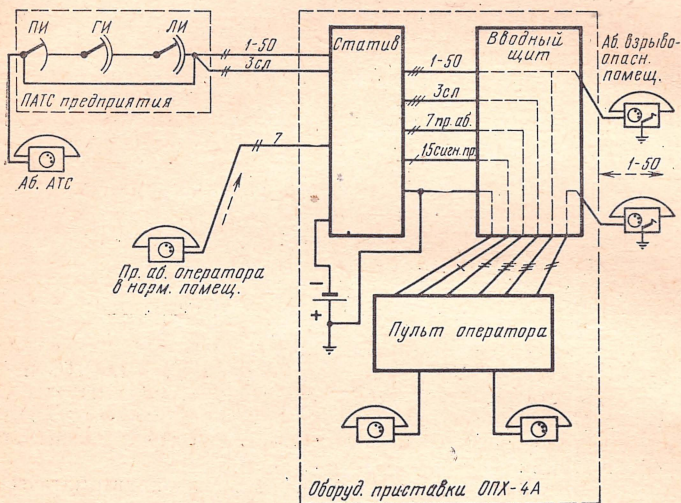 ПИ
ГИ
ЛИ
ПАТС предприятия
Аб. АТС
1-50
3сл
7
Пр. аб. оператора
в нарм. помещ.
Статив
1-50
3сл
7 пр. аб.
15сигн. пр.
Вводный
щит
Аб. взрыво-
опасн.
помещ.
1-50
−
+
Пульт оператора
Оборуд. приставки ОПХ-4А